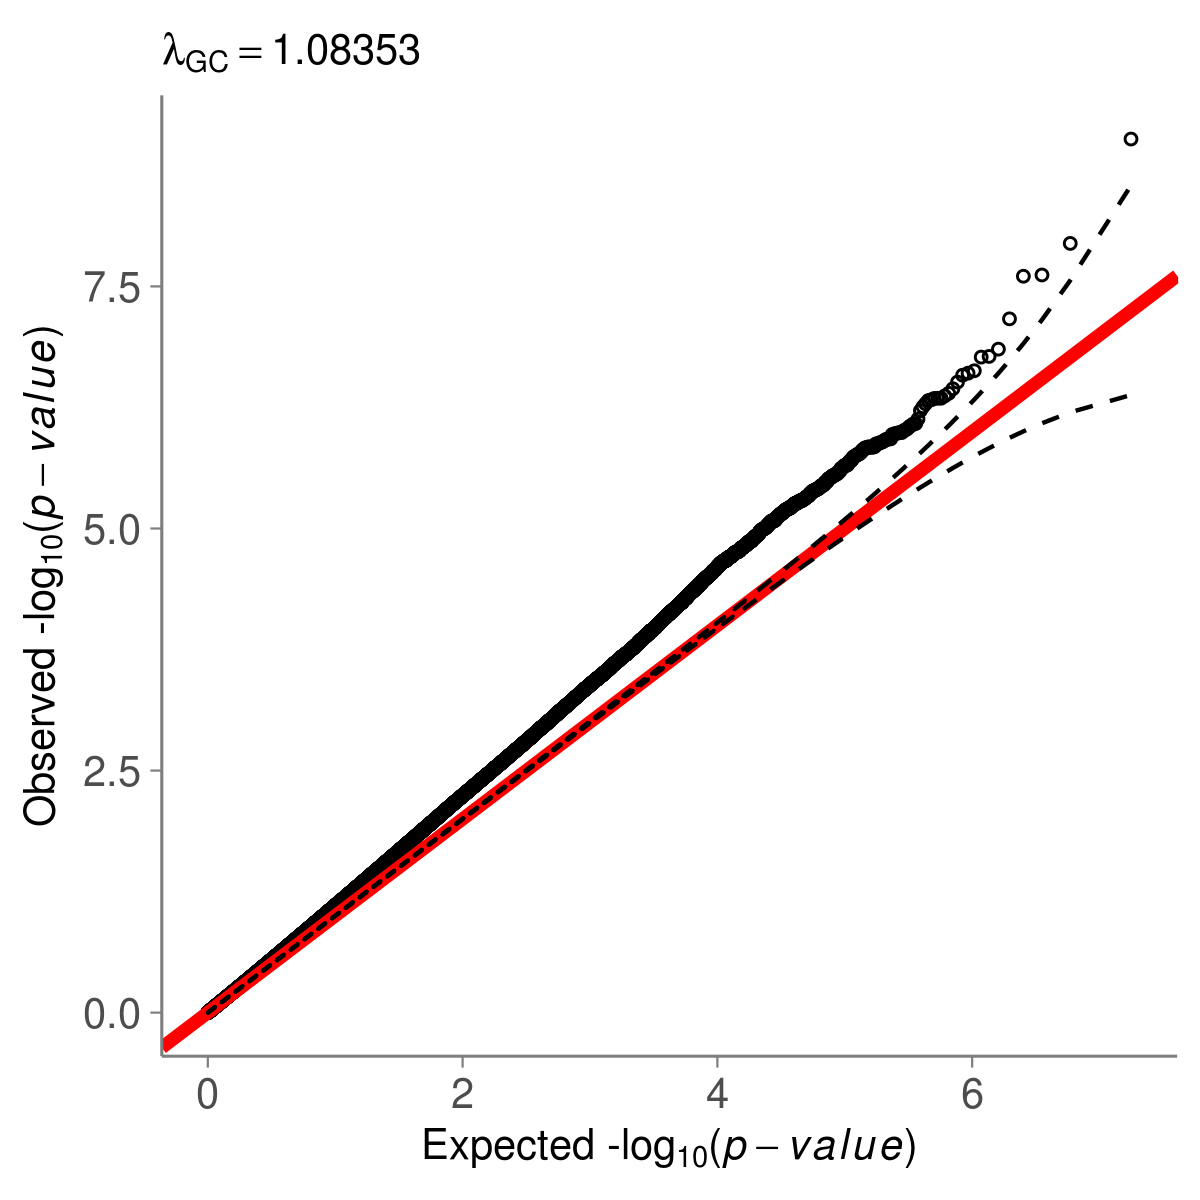 λGC = 1.08353
Observed -log10(p − value)
7.5
5.0
2.5
0.0
0 2 4 6
Expected -log10(p − value)